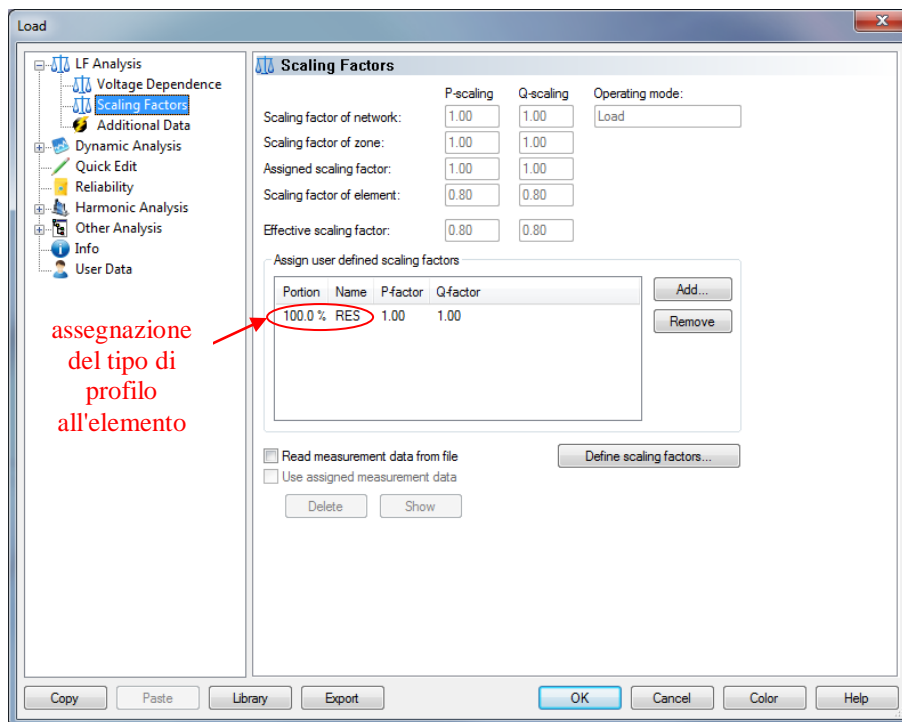 Load
LF Analysis
Voltage Dependence
Scaling Factors
Additional Data
Dynamic Analysis
Quick Edit
Reliability
Harmonic Analysis
Other Analysis
Info
User Data
assegnazione
del tipo di
profilo
all'elemento
Scaling Factors
P-scaling Q-scaling Operating mode:
Scaling factor of network: 1.00 1.00 Load
Scaling factor of zone: 1.00 1.00
Assigned scaling factor: 1.00 1.00
Scaling factor of element: 0.80 0.80
Effective scaling factor: 0.80 0.80
Assign user defined scaling factors
Portion Name P-factor Q-factor
100.0 % RES 1.00 1.00
Add...
Remove
Read measurement data from file
Define scaling factors...
Use assigned measurement data
Delete Show
Copy Paste Library Export OK Cancel Color Help